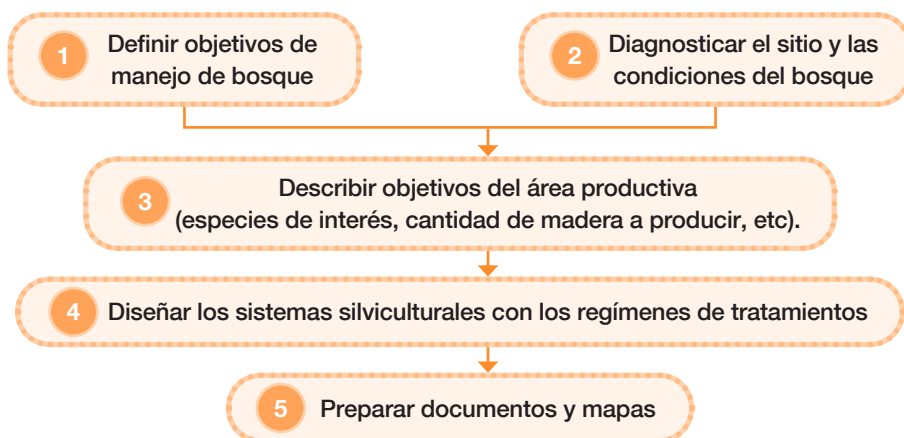 1
Definir objetivos de
manejo de bosque
2
Diagnosticar el sitio y las
condiciones del bosque
3
Describir objetivos del área productiva
(especies de interés, cantidad de madera a producir, etc).
4
Diseñar los sistemas silviculturales con los regímenes de tratamientos
5
Preparar documentos y mapas